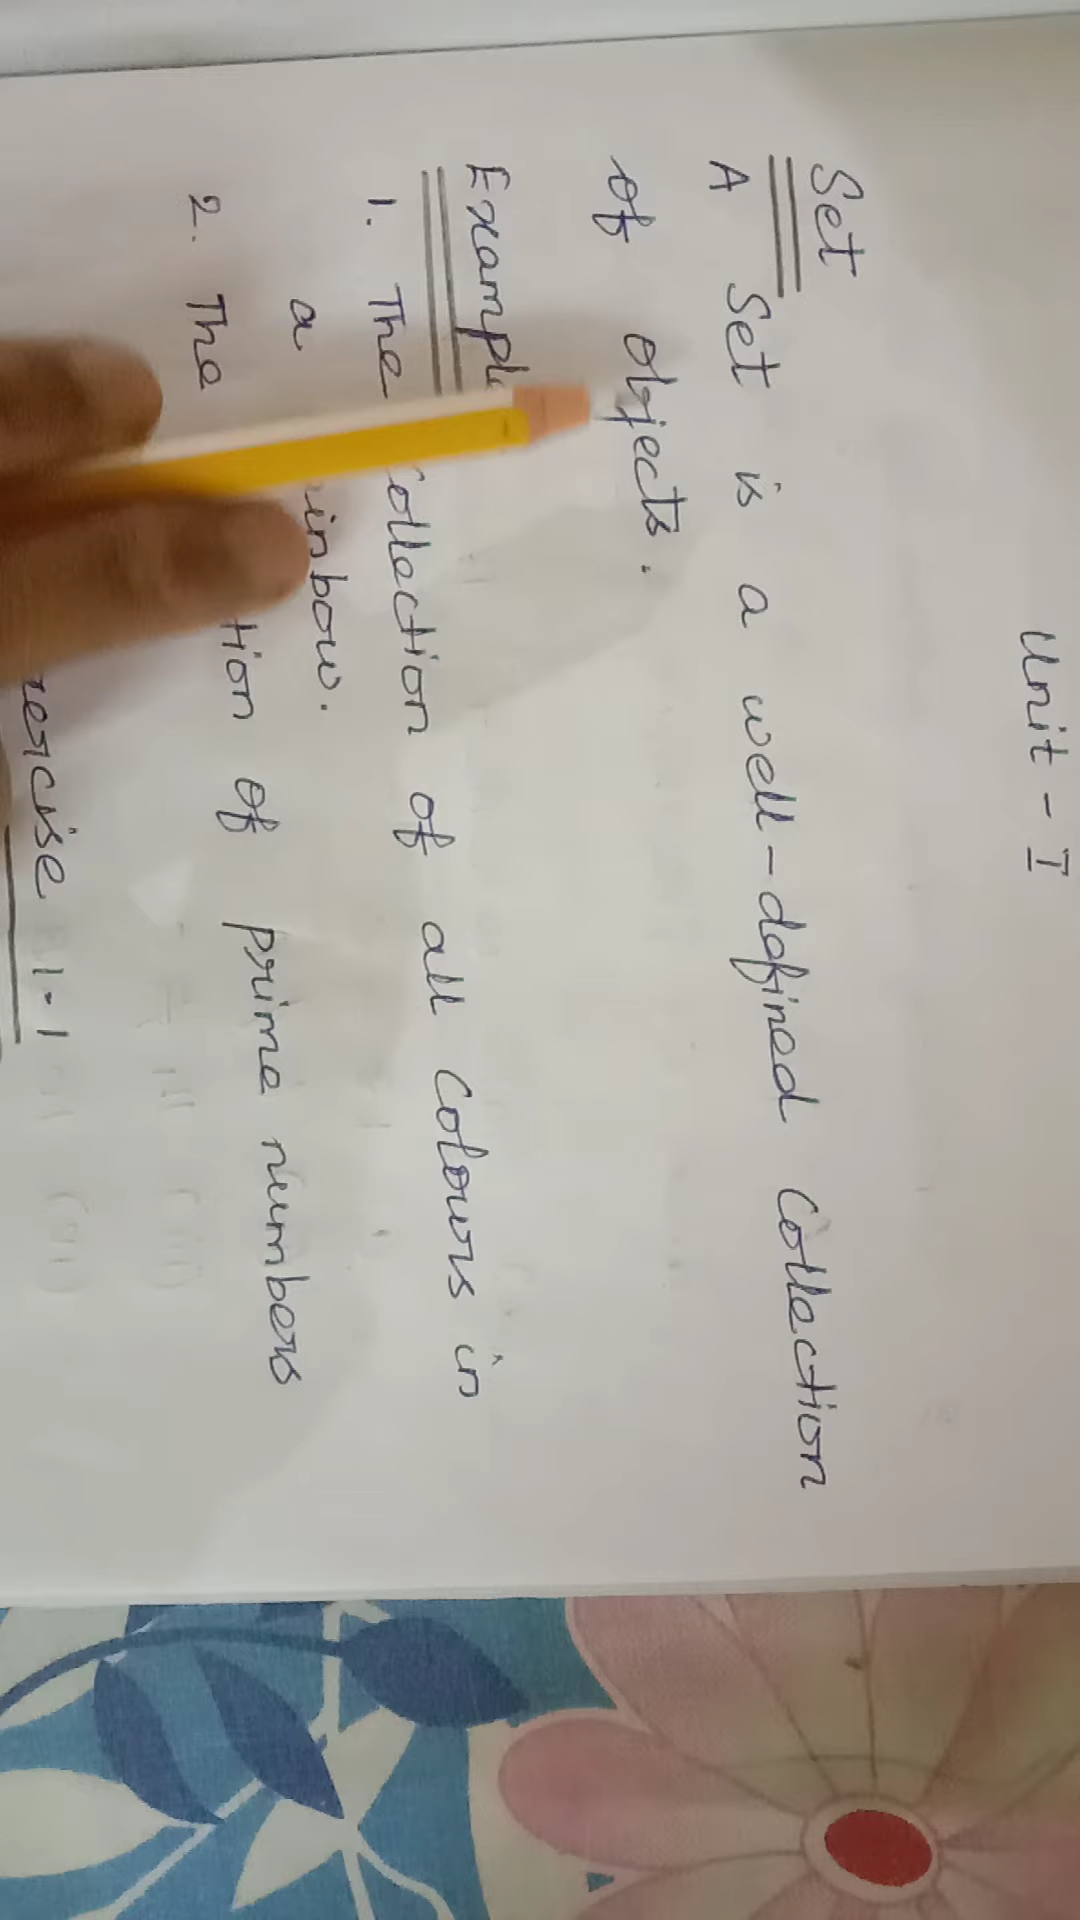 Unit - I
Set
A Set is a well-defined Collection
of objects.
Exampl
1. The Collection of all Colours in
a inbow.
2. The tion of prime numbers
ercise 1.1